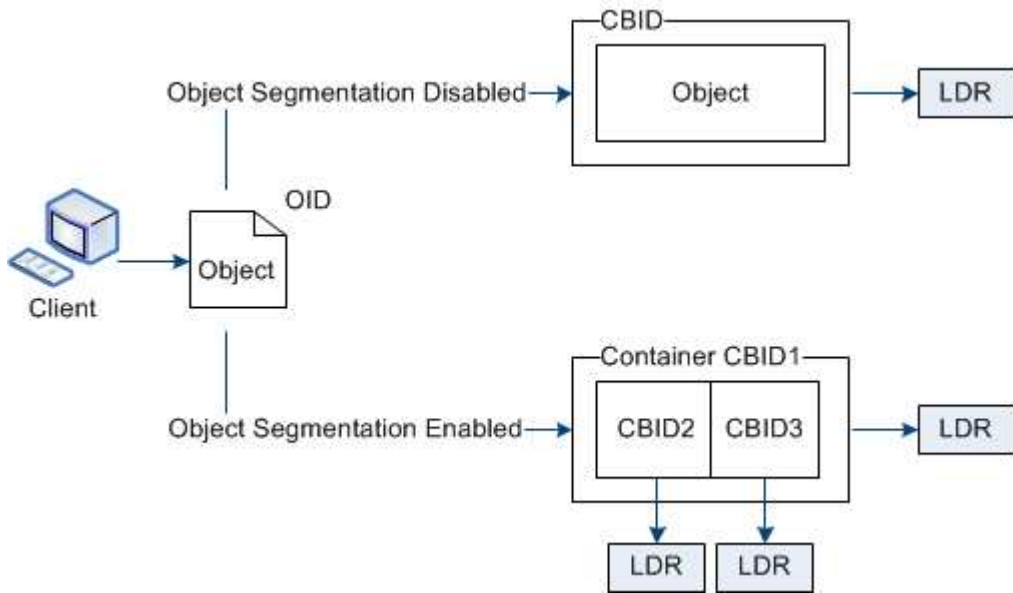 CBID
Object Segmentation Disabled
Object
LDR
OID
Object
Client
Container CBID1
Object Segmentation Enabled
CBID2
CBID3
LDR
LDR
LDR